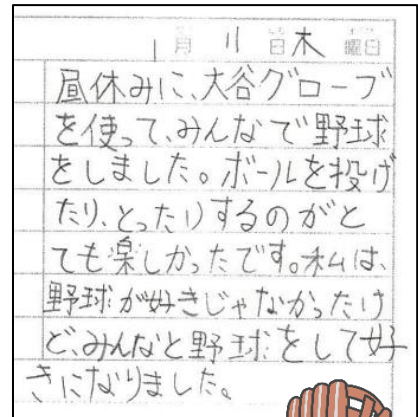 1月11日木曜日
昼休みに、大谷グローブ
を使って、みんなで野球
をしました。ボールを投げ
たり、とったりするのがと
ても楽しかったです。私は、
野球が好きじゃなかったけ
ど、みんなと野球をして好
きになりました。